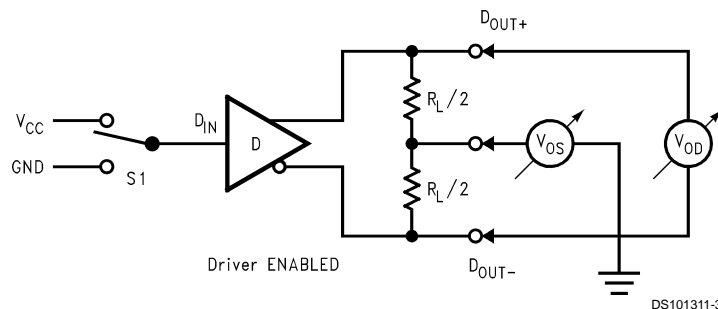 DOUT+
VCC
DIN
D
RL/2
VOS
VOD
GND
S1
RL/2
Driver ENABLED
DOUT-
DS101311-3